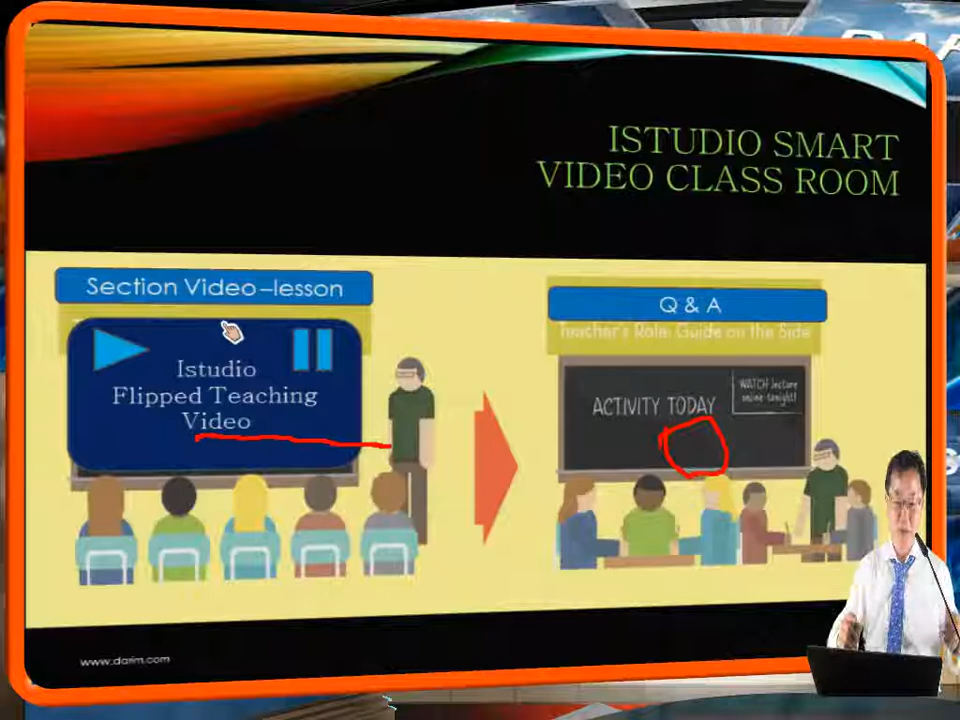 ISTUDIO SMART
VIDEO CLASS ROOM
Section Video-lesson
Istudio
Flipped Teaching
Video
Q & A
Teacher's Role: Guide on the Side
ACTIVITY TODAY
WATCH lecture
online tonight!
www.darim.com